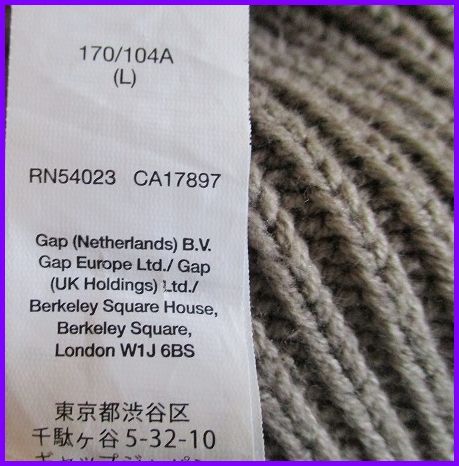 170/104A
(L)
RN54023 CA17897
Gap (Netherlands) B.V.
Gap Europe Ltd./ Gap
(UK Holdings) Ltd./
Berkeley Square House,
Berkeley Square,
London W1J 6BS
東京都渋谷区
千駄ヶ谷5-32-10